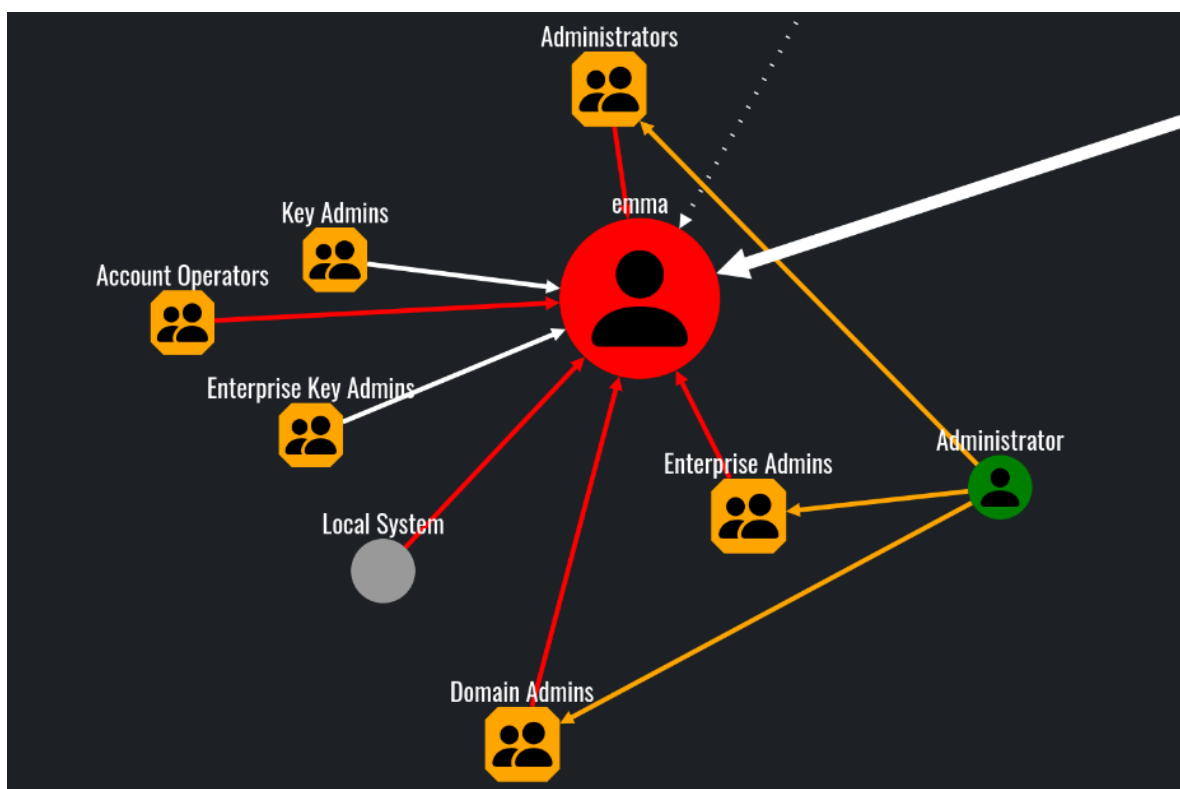 Administrators
emma
Key Admins
Account Operators
Enterprise Key Admins
Administrator
Enterprise Admins
Local System
Domain Admins